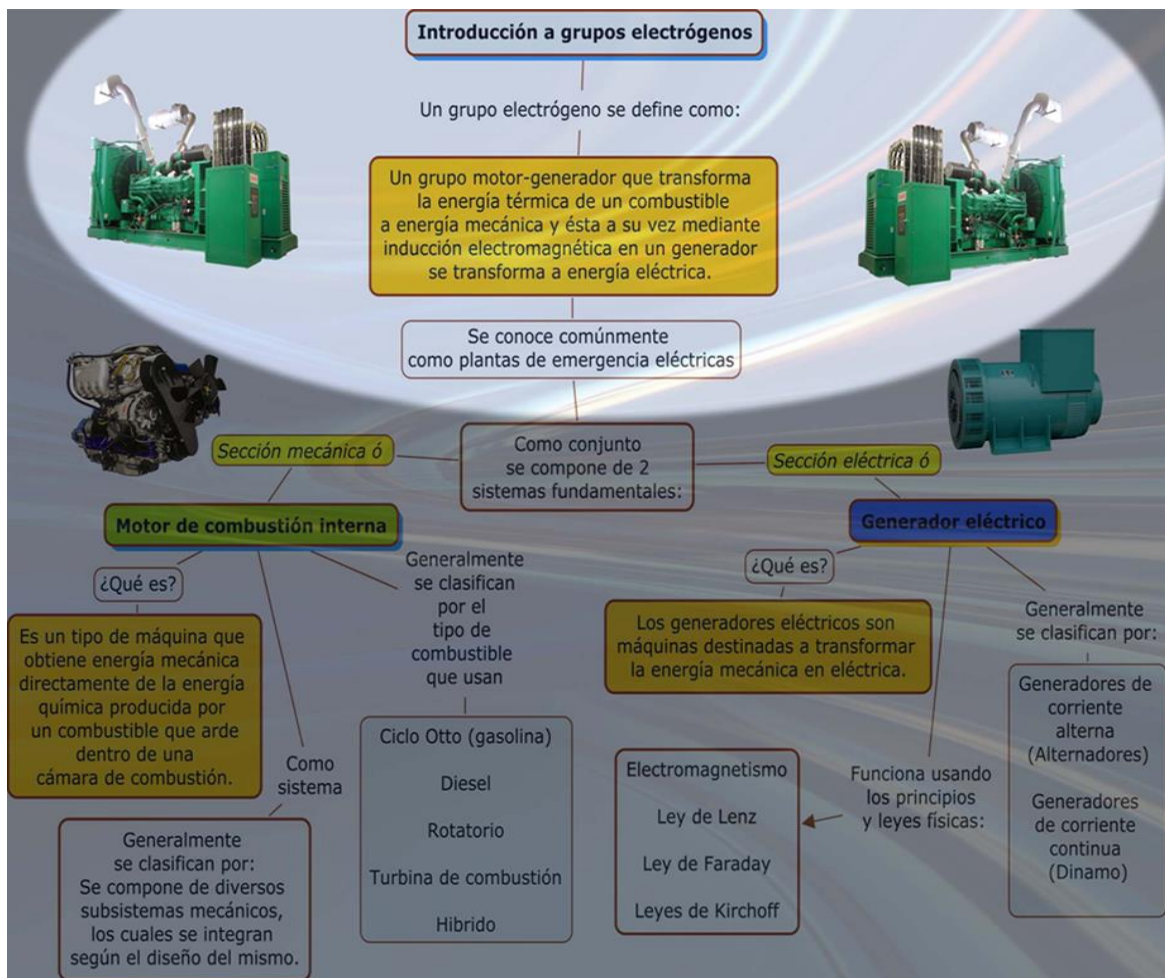 Introducción a grupos electrógenos
Un grupo electrógeno se define como:
Un grupo motor-generador que transforma
la energía térmica de un combustible
a energía mecánica y ésta a su vez mediante
inducción electromagnética en un generador
se transforma a energía eléctrica.
Se conoce comúnmente
como plantas de emergencia eléctricas
Como conjunto
se compone de 2
sistemas fundamentales:
Sección mecánica ó
Motor de combustión interna
¿Qué es?
Es un tipo de máquina que
obtiene energía mecánica
directamente de la energía
química producida por
un combustible que arde
dentro de una
cámara de combustión.
Como
sistema
Generalmente
se clasifican por:
Se compone de diversos
subsistemas mecánicos,
los cuales se integran
según el diseño del mismo.
Generalmente
se clasifican
por el
tipo de
combustible
que usan
Ciclo Otto (gasolina)
Diesel
Rotatorio
Turbina de combustión
Hibrido
Sección eléctrica ó
Generador eléctrico
¿Qué es?
Los generadores eléctricos son
máquinas destinadas a transformar
la energía mecánica en eléctrica.
Funciona usando
los principios
y leyes físicas:
Electromagnetismo
Ley de Lenz
Ley de Faraday
Leyes de Kirchoff
Generalmente
se clasifican por:
Generadores de
corriente
alterna
(Alternadores)
Generadores
de corriente
continua
(Dinamo)